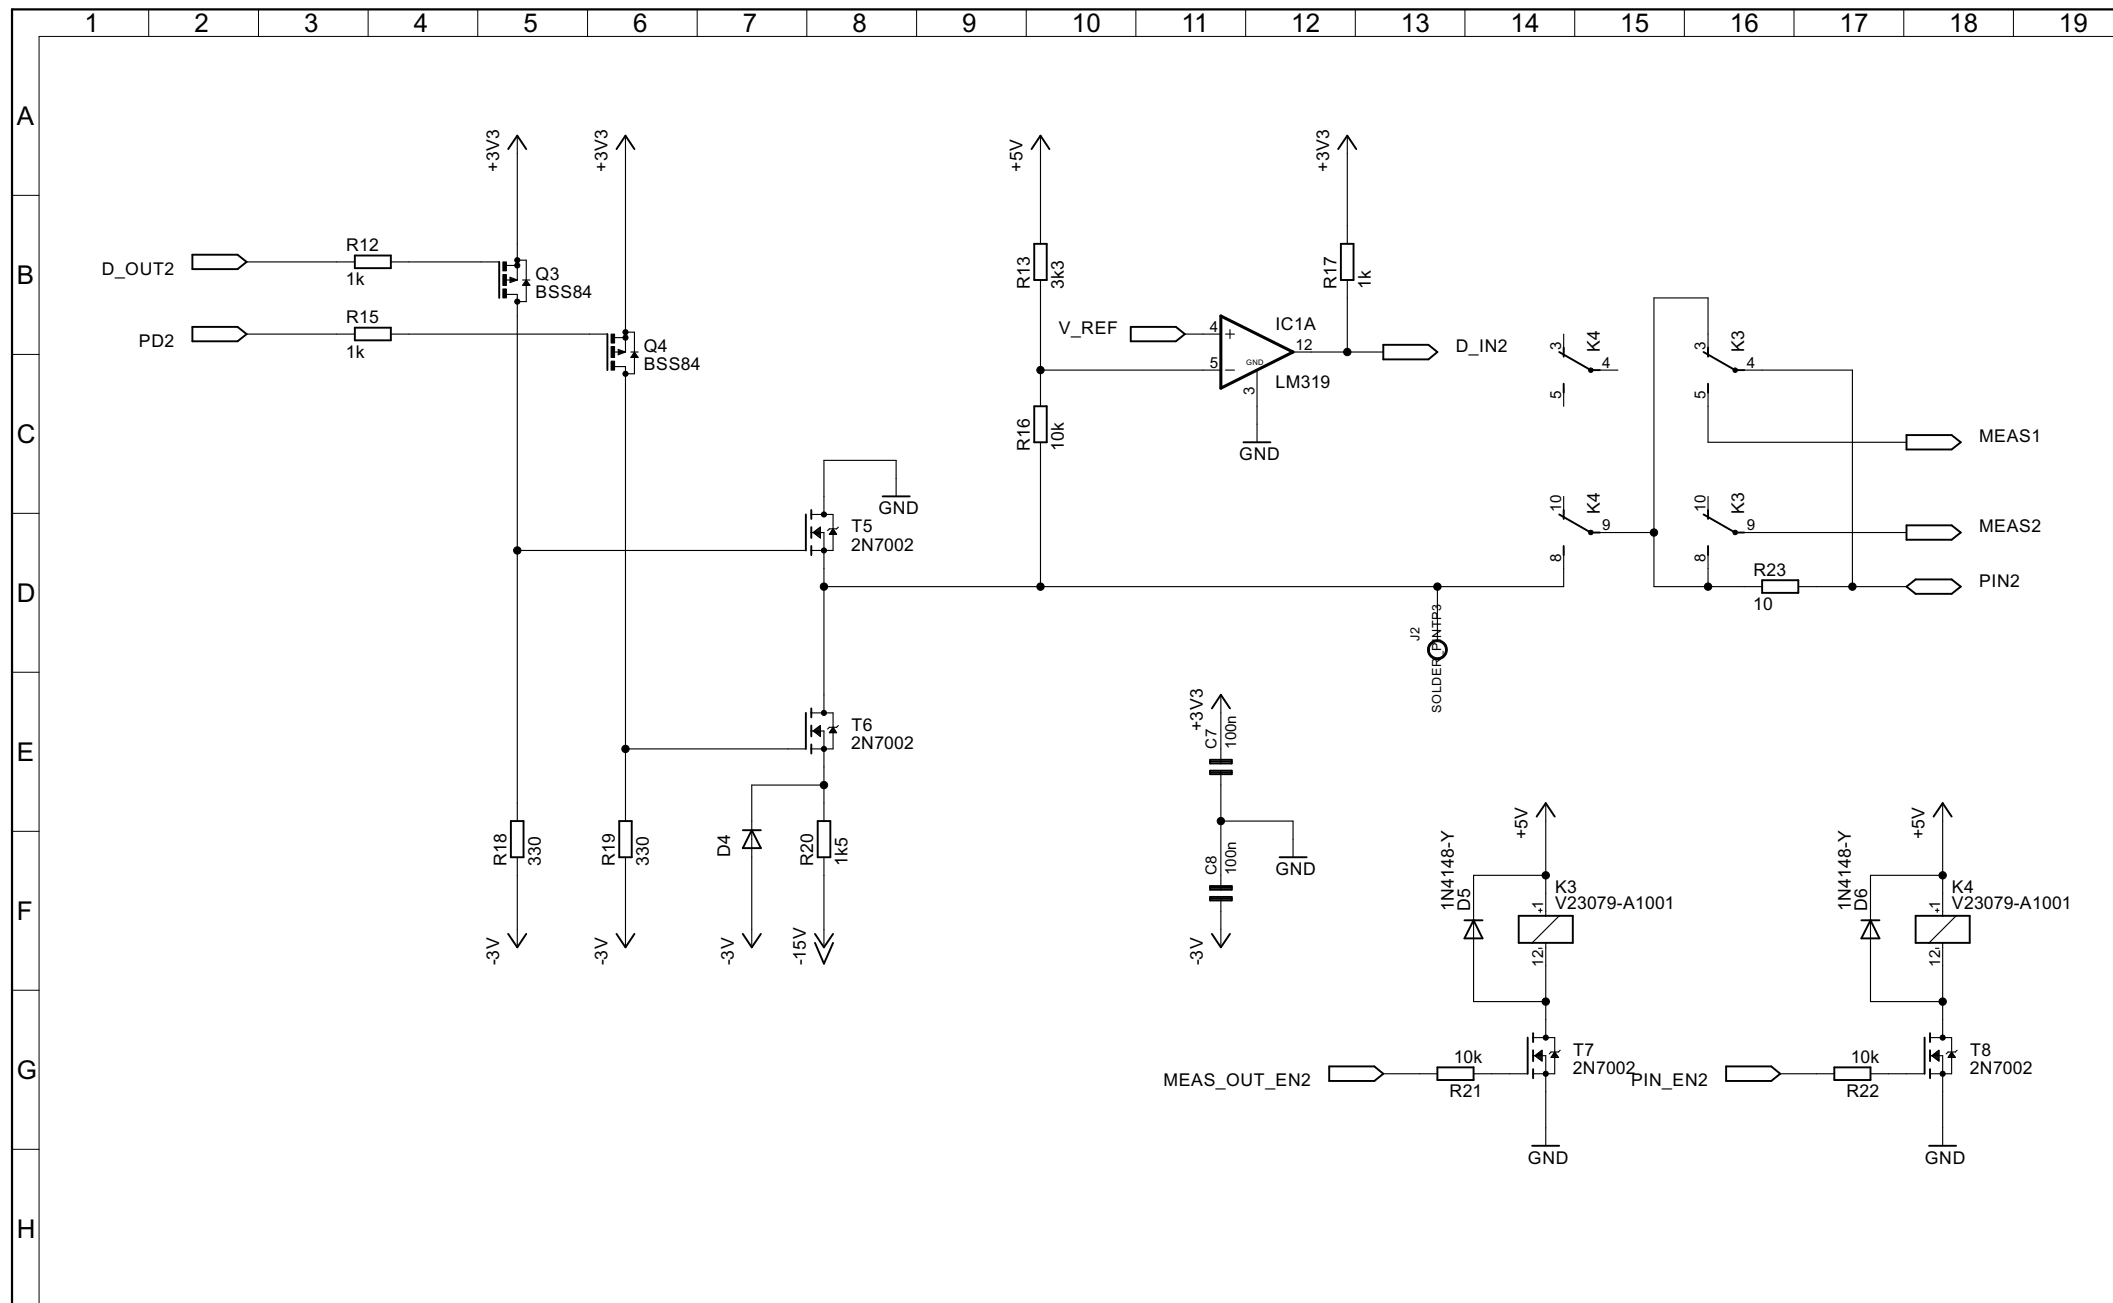 1 2 3 4 5 6 7 8 9 10 11 12 13 14 15 16 17 18 19
A
+3V3
+3V3
+5V
+3V3
B
D_OUT2
R12
1k
Q3
BSS84
PD2
R15
1k
Q4
BSS84
R13
3k3
R17
1k
V_REF
4
5
+
−
GND
3
12
IC1A
LM319
GND
D_IN2
3
4
5
K4
3
4
5
K3
C
R16
10k
MEAS1
GND
10
9
8
K4
10
9
8
K3
MEAS2
D
T5
2N7002
R23
10
PIN2
J2
SOLDER_PINTP3
E
T6
2N7002
+3V3
C7
100n
F
R18
330
R19
330
D4
R20
1k5
C8
100n
GND
-3V
-3V
-3V
-15V
-3V
+5V
1N4148-Y
D5
K3
V23079-A1001
+1
12-
+5V
1N4148-Y
D6
K4
V23079-A1001
+1
12-
G
MEAS_OUT_EN2
10k
R21
T7
2N7002
GND
PIN_EN2
10k
R22
T8
2N7002
GND
H